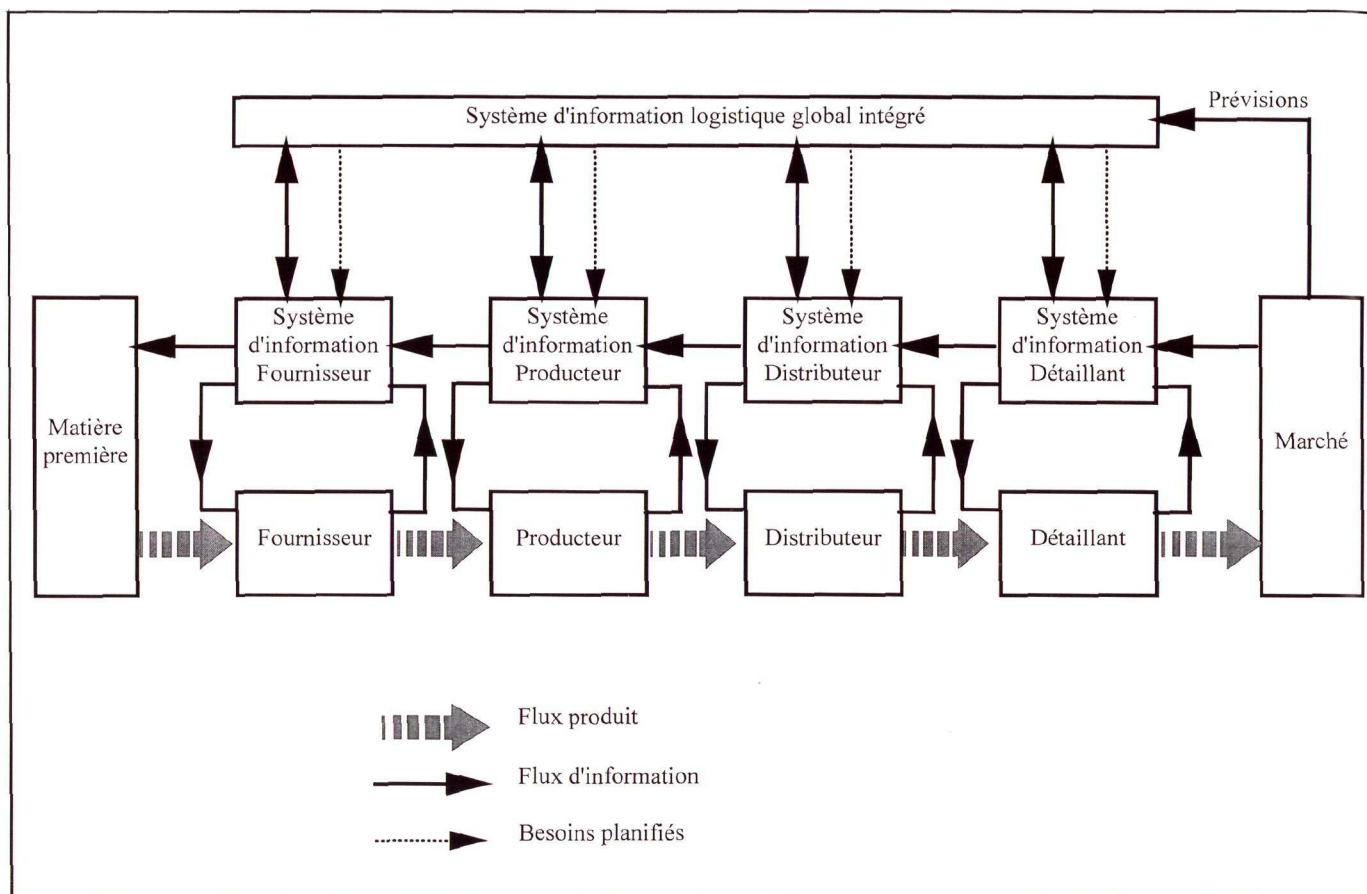 Prévisions
Système d'information logistique global intégré
Système
d'information
Fournisseur
Système
d'information
Producteur
Système
d'information
Distributeur
Système
d'information
Détaillant
Matière
première
Marché
Fournisseur
Producteur
Distributeur
Détaillant
Flux produit
Flux d'information
Besoins planifiés